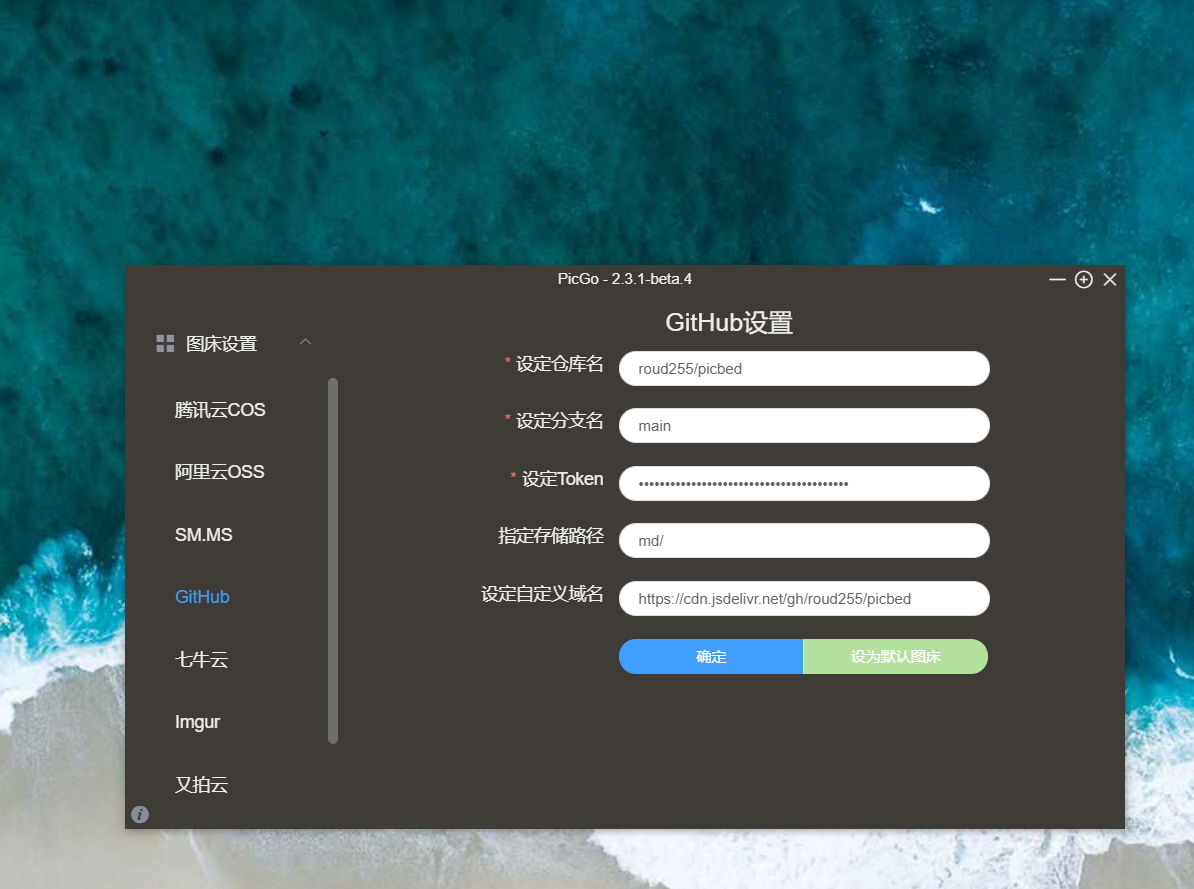 PicGo - 2.3.1-beta.4
图床设置
腾讯云COS
阿里云OSS
SM.MS
GitHub
七牛云
Imgur
又拍云
GitHub设置
* 设定仓库名
roud255/picbed
* 设定分支名
main
* 设定Token
••••••••••••••••••••••••••••••••••••••••
指定存储路径
md/
设定自定义域名
https://cdn.jsdelivr.net/gh/roud255/picbed
确定
设为默认图床